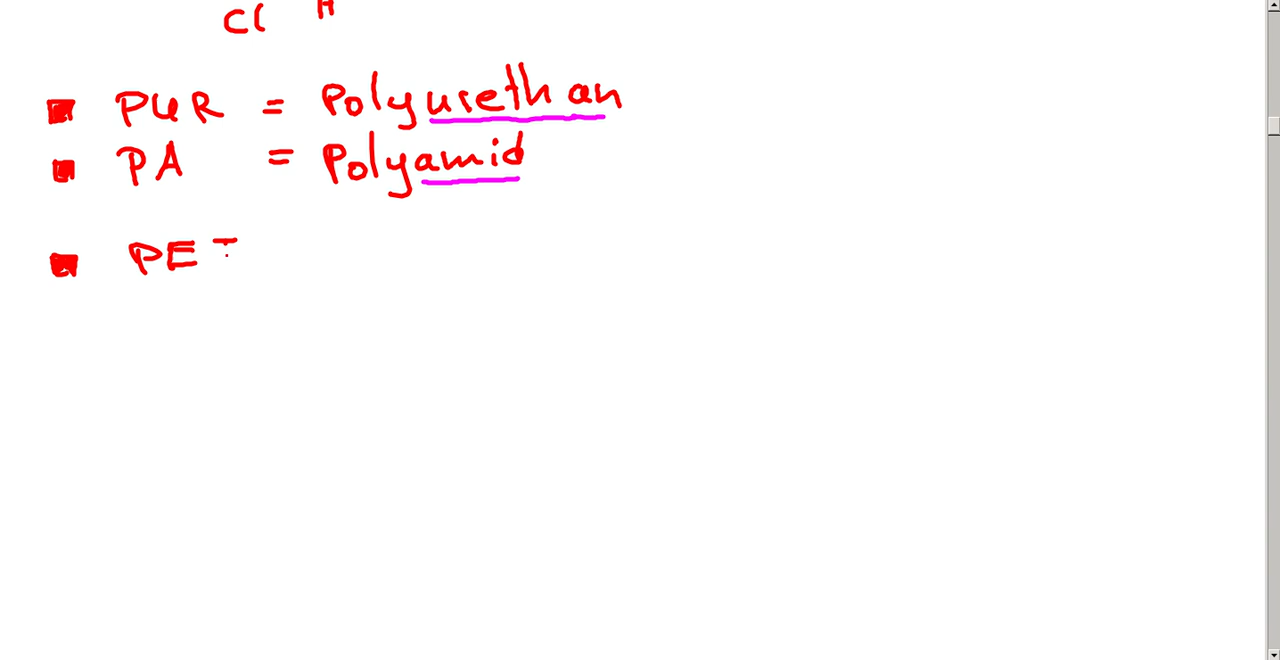 Cl H
PUR = Polyurethan
PA = Polyamid
PET